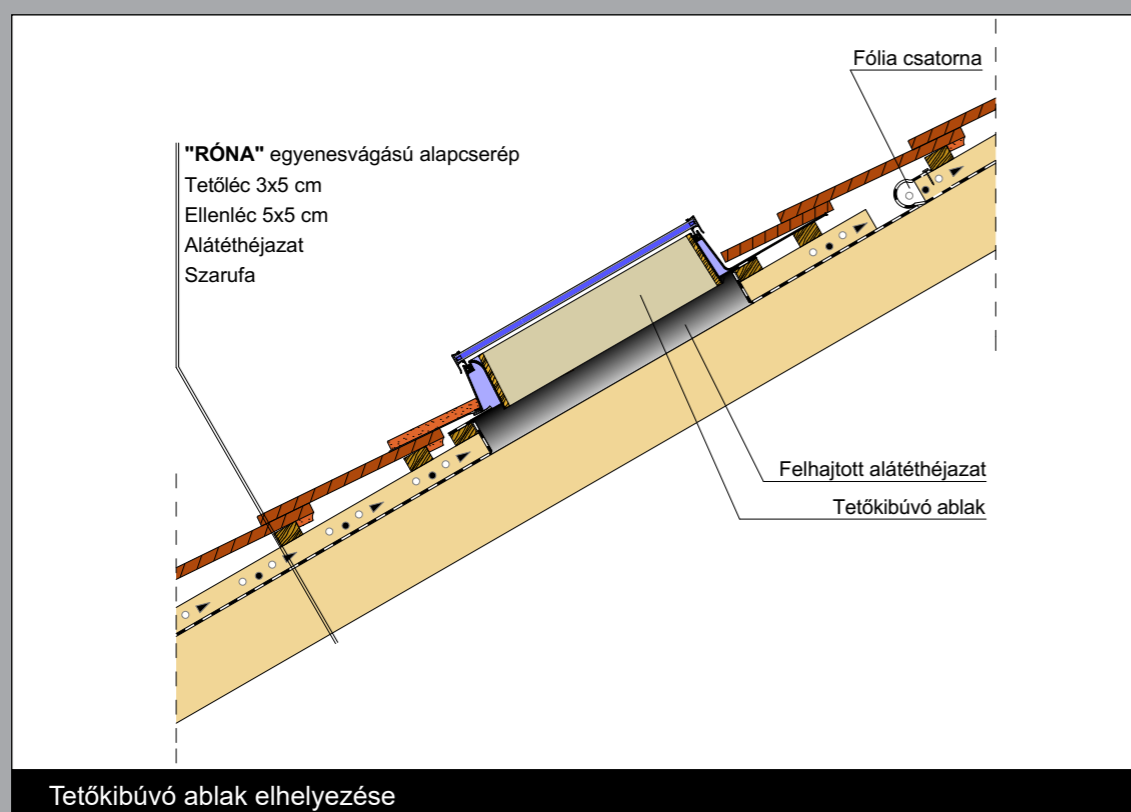 Fólia csatorna
"RÓNA" egyenesvágású alapcserép
Tetőléc 3x5 cm
Ellenléc 5x5 cm
Alátéthéjazat
Szarufa
Felhajtott alátéthéjazat
Tetőkibúvó ablak
Tetőkibúvó ablak elhelyezése